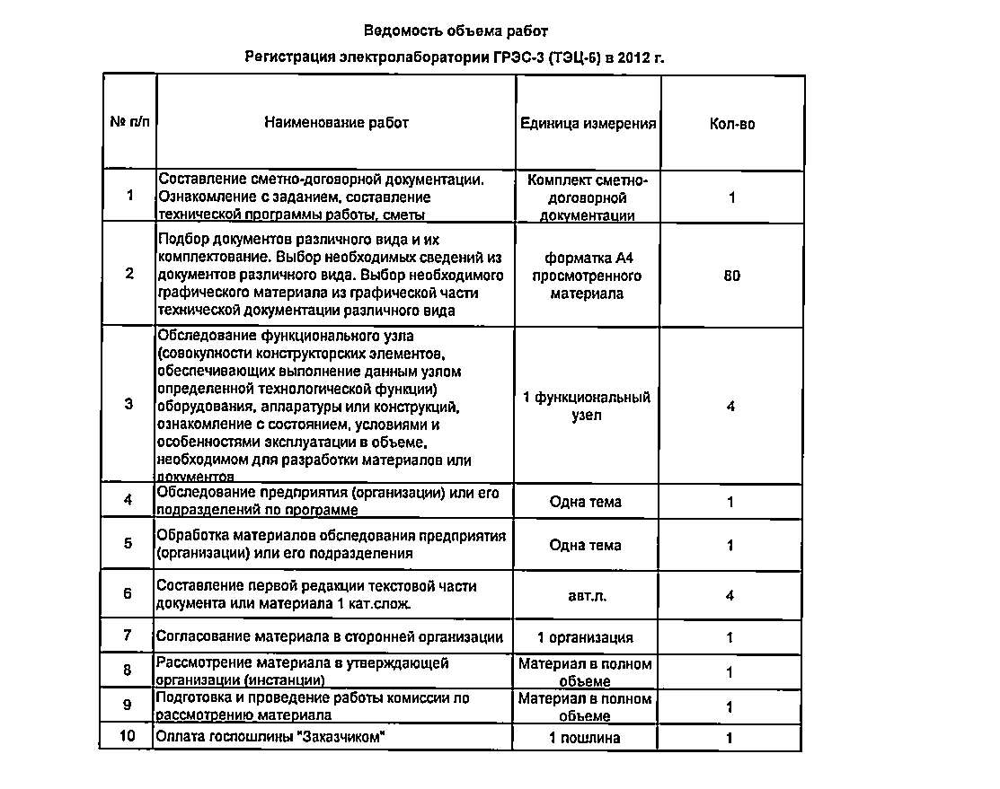 Ведомость объема работ
Регистрация электролаборатории ГРЭС-3 (ТЭЦ-6) в 2012 г.
№ п/п
Наименование работ
Единица измерения
Кол-во
1
Составление сметно-договорной документации.
Ознакомление с заданием, составление
технической программы работы, сметы
Комплект сметно-
договорной
документации
1
2
Подбор документов различного вида и их
комплектование. Выбор необходимых сведений из
документов различного вида. Выбор необходимого
графического материала из графической части
технической документации различного вида
форматка А4
просмотренного
материала
80
3
Обследование функционального узла
(совокупности конструкторских элементов,
обеспечивающих выполнение данным узлом
определенной технологической функции)
оборудования, аппаратуры или конструкций,
ознакомление с состоянием, условиями и
особенностями эксплуатации в объеме,
необходимом для разработки материалов или
документов
1 функциональный
узел
4
4
Обследование предприятия (организации) или его
подразделений по программе
Одна тема
1
5
Обработка материалов обследования предприятия
(организации) или его подразделения
Одна тема
1
6
Составление первой редакции текстовой части
документа или материала 1 кат.слож.
авт.л.
4
7
Согласование материала в сторонней организации
1 организация
1
8
Рассмотрение материала в утверждающей
организации (инстанции)
Материал в полном
объеме
1
9
Подготовка и проведение работы комиссии по
рассмотрению материала
Материал в полном
объеме
1
10
Оплата госпошлины "Заказчиком"
1 пошлина
1